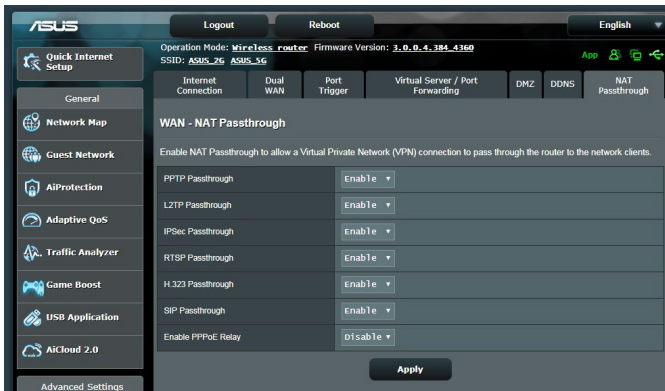 ASUS
Logout
Reboot
English
Quick Internet
Setup
General
Network Map
Guest Network
AiProtection
Adaptive QoS
Traffic Analyzer
Game Boost
USB Application
AiCloud 2.0
Advanced Settings
Operation Mode: Wireless router Firmware Version: 3.0.0.4.384_4360
SSID: ASUS_2G ASUS_5G
App
Internet
Connection
Dual
WAN
Port
Trigger
Virtual Server / Port
Forwarding
DMZ
DDNS
NAT
Passthrough
WAN - NAT Passthrough
Enable NAT Passthrough to allow a Virtual Private Network (VPN) connection to pass through the router to the network clients.
PPTP Passthrough Enable
L2TP Passthrough Enable
IPSec Passthrough Enable
RTSP Passthrough Enable
H.323 Passthrough Enable
SIP Passthrough Enable
Enable PPPoE Relay Disable
Apply